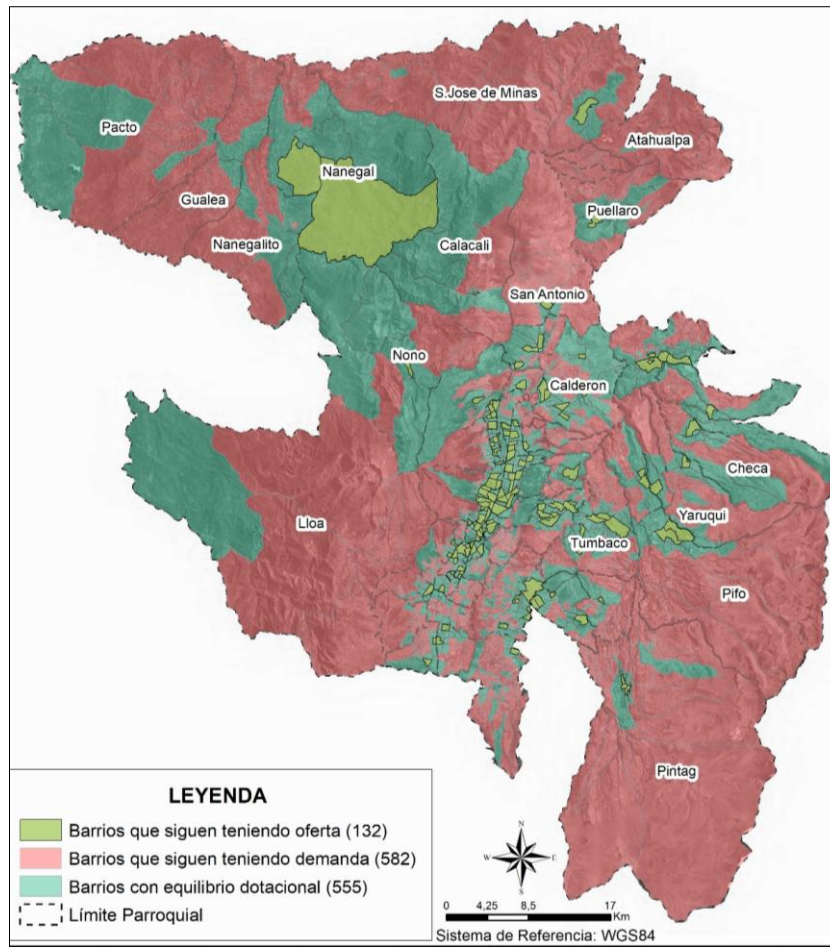 S.Jose de Minas
Pacto
Atahualpa
Nanegal
Gualea
Puellaro
Nanegalito
Calacali
San Antonio
Nono
Calderon
Checa
Lloa
Yaruqui
Tumbaco
Pifo
Pintag
LEYENDA
Barrios que siguen teniendo oferta (132)
Barrios que siguen teniendo demanda (582)
Barrios con equilibrio dotacional (555)
Límite Parroquial
N
W E
S
0 4,25 8,5 17
Km
Sistema de Referencia: WGS84